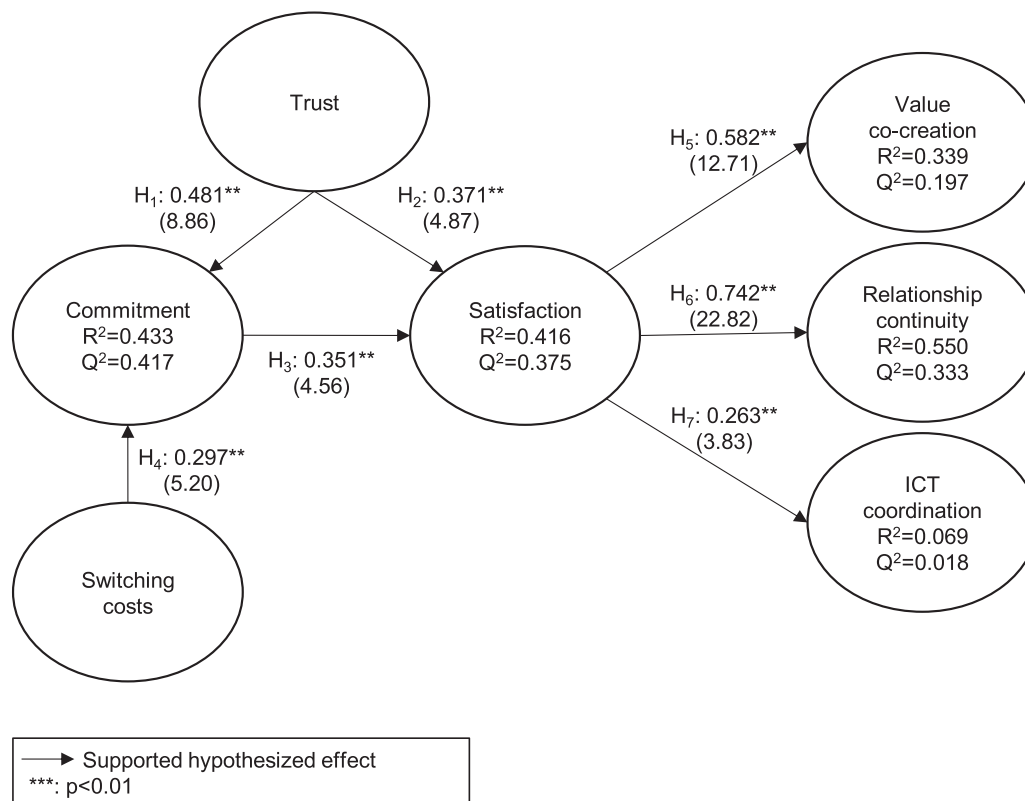 Trust
Value
co-creation
R²=0.339
Q²=0.197
H₅: 0.582**
(12.71)
H₁: 0.481**
(8.86)
H₂: 0.371**
(4.87)
Commitment
R²=0.433
Q²=0.417
Satisfaction
R²=0.416
Q²=0.375
H₆: 0.742**
(22.82)
Relationship
continuity
R²=0.550
Q²=0.333
H₃: 0.351**
(4.56)
H₇: 0.263**
(3.83)
H₄: 0.297**
(5.20)
ICT
coordination
R²=0.069
Q²=0.018
Switching
costs
Supported hypothesized effect
***: p<0.01